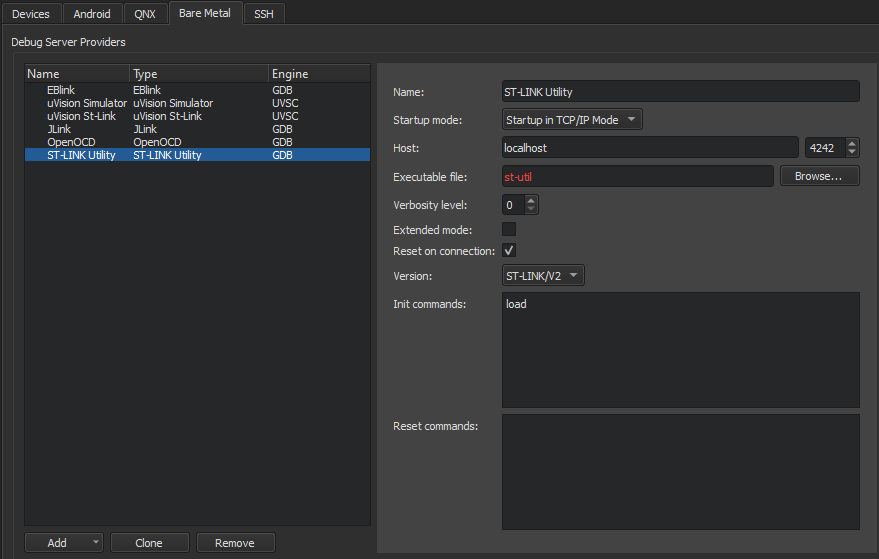 Devices Android QNX Bare Metal SSH
Debug Server Providers
Name Type Engine
EBlink EBlink GDB
uVision Simulator uVision Simulator UVSC
uVision St-Link uVision St-Link UVSC
JLink JLink GDB
OpenOCD OpenOCD GDB
ST-LINK Utility ST-LINK Utility GDB
Add Clone Remove
Name: ST-LINK Utility
Startup mode: Startup in TCP/IP Mode
Host: localhost 4242
Executable file: st-util Browse...
Verbosity level: 0
Extended mode:
Reset on connection:
Version: ST-LINK/V2
Init commands: load
Reset commands: